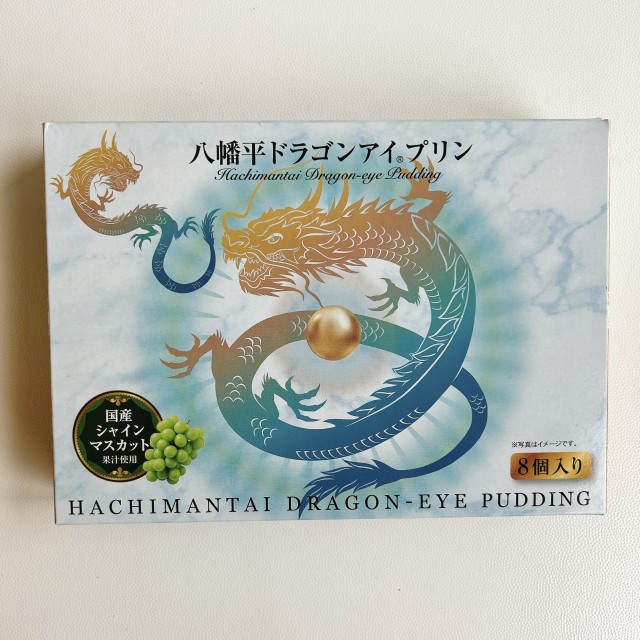 八幡平ドラゴンアイ®プリン
Hachimantai Dragon-eye Pudding
国産
シャイン
マスカット
果汁使用
※写真はイメージです。
8個入り
HACHIMANTAI DRAGON-EYE PUDDING